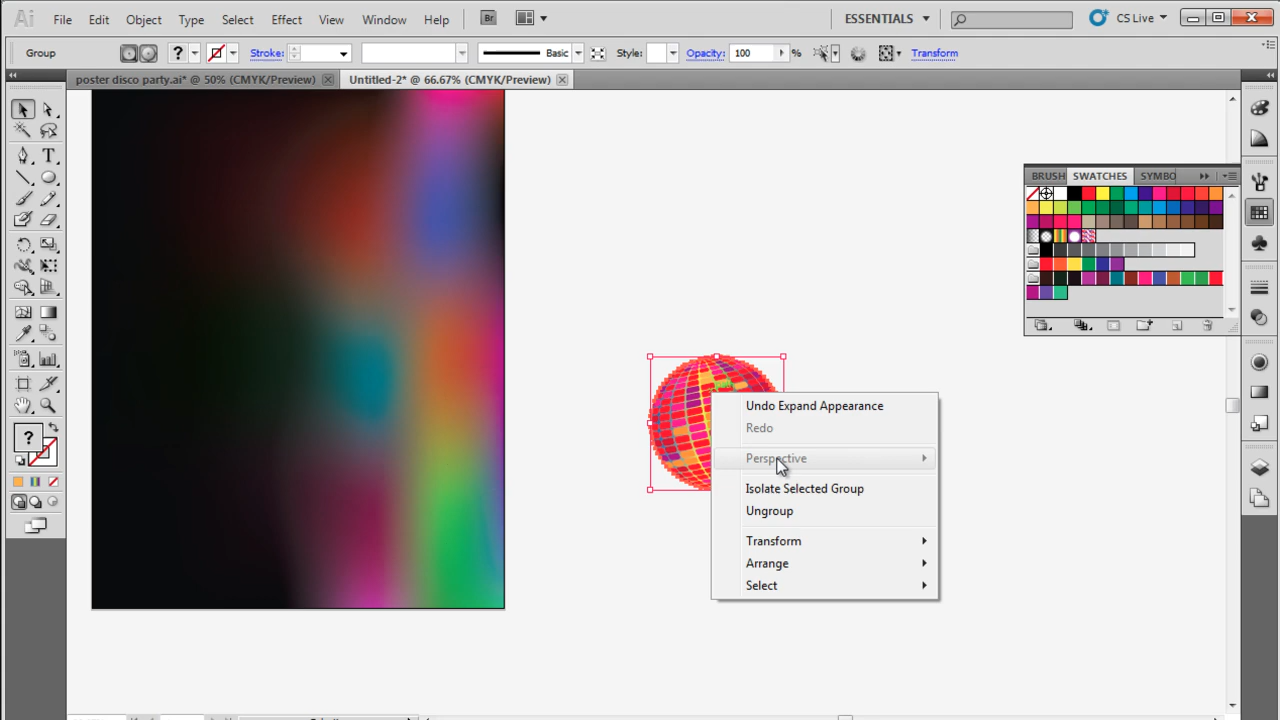 Ai File Edit Object Type Select Effect View Window Help Br ESSENTIALS CS Live
Group ? Stroke: Basic Style: Opacity: 100 % Transform
poster disco party.ai* @ 50% (CMYK/Preview) Untitled-2* @ 66.67% (CMYK/Preview)
BRUSH SWATCHES SYMBO
T
?
Undo Expand Appearance
Redo
Perspective
Isolate Selected Group
Ungroup
Transform
Arrange
Select